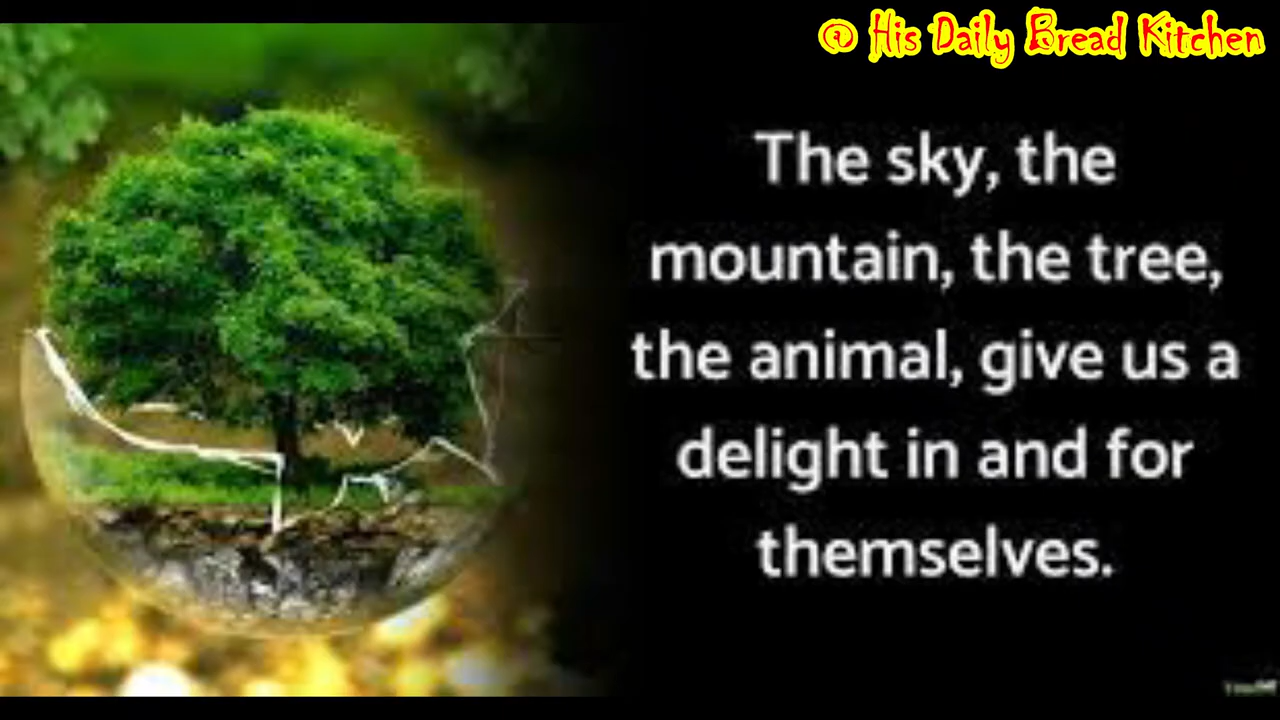 @ His Daily Bread Kitchen
The sky, the
mountain, the tree,
the animal, give us a
delight in and for
themselves.